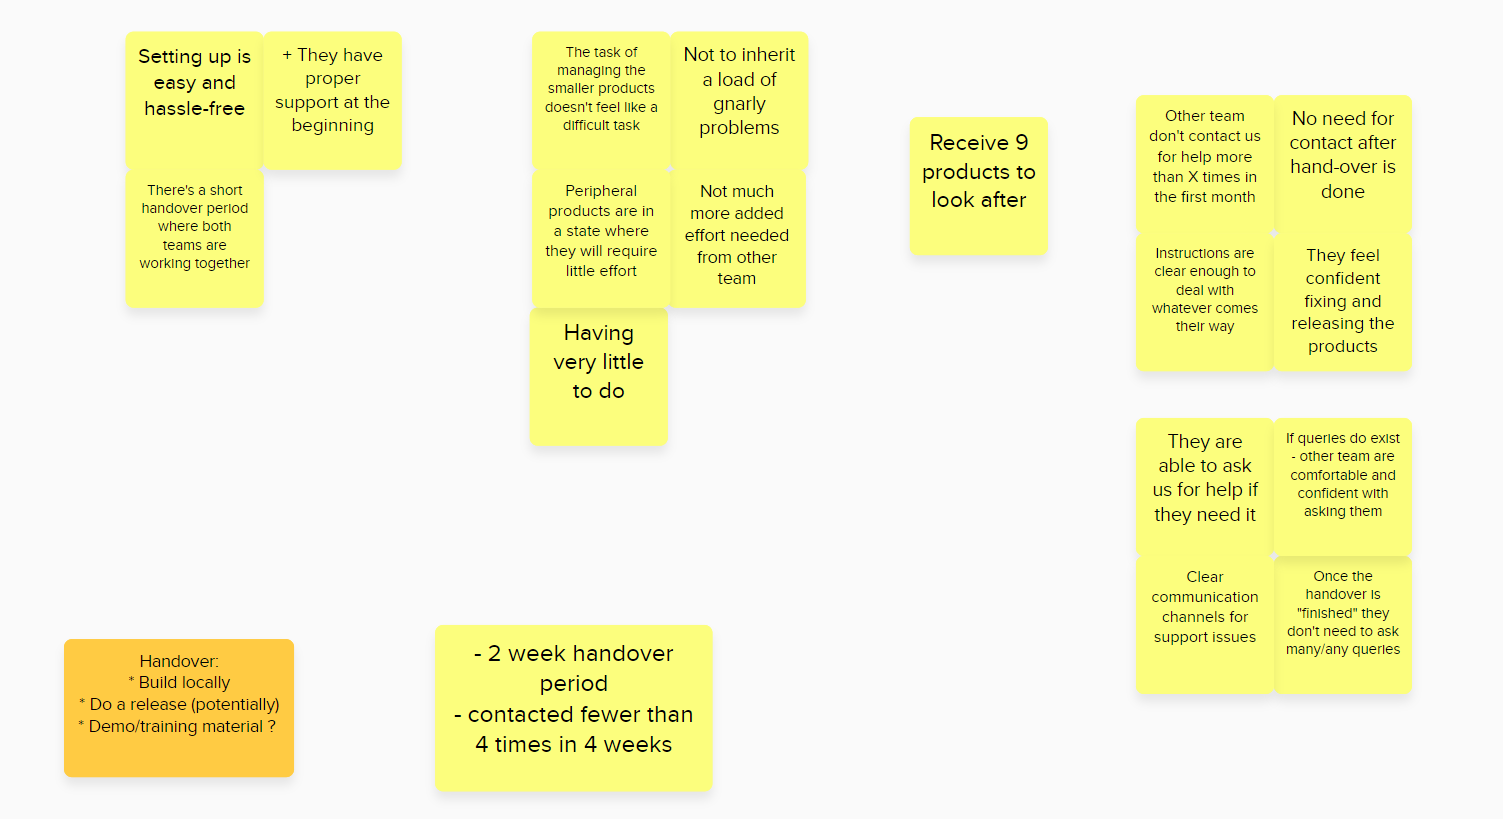 Setting up is
easy and
hassle-free
+ They have
proper
support at the
beginning
There's a short
handover period
where both
teams are
working together
The task of
managing the
smaller products
doesn't feel like a
difficult task
Not to inherit
a load of
gnarly
problems
Peripheral
products are in
a state where
they will require
little effort
Not much
more added
effort needed
from other
team
Having
very little
to do
Receive 9
products to
look after
Other team
don't contact us
for help more
than X times in
the first month
No need for
contact after
hand-over is
done
Instructions are
clear enough to
deal with
whatever comes
their way
They feel
confident
fixing and
releasing the
products
They are
able to ask
us for help if
they need it
If queries do exist
- other team are
comfortable and
confident with
asking them
Clear
communication
channels for
support issues
Once the
handover is
"finished" they
don't need to ask
many/any queries
Handover:
* Build locally
* Do a release (potentially)
* Demo/training material ?
- 2 week handover
period
- contacted fewer than
4 times in 4 weeks